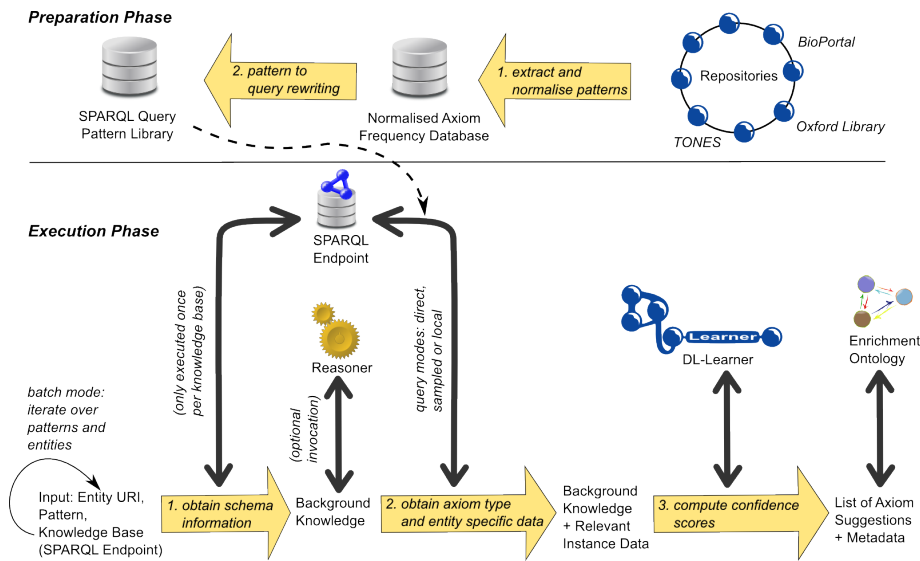 Preparation Phase
BioPortal
Repositories
Oxford Library
TONES
1. extract and
normalise patterns
Normalised Axiom
Frequency Database
2. pattern to
query rewriting
SPARQL Query
Pattern Library
Execution Phase
SPARQL
Endpoint
(only executed once
per knowledge base)
Reasoner
(optional
invocation)
query modes: direct,
sampled or local
Learner
DL-Learner
Enrichment
Ontology
batch mode:
iterate over
patterns and
entities
Input: Entity URI,
Pattern,
Knowledge Base
(SPARQL Endpoint)
1. obtain schema
information
Background
Knowledge
2. obtain axiom type
and entity specific data
Background
Knowledge
+ Relevant
Instance Data
3. compute confidence
scores
List of Axiom
Suggestions
+ Metadata